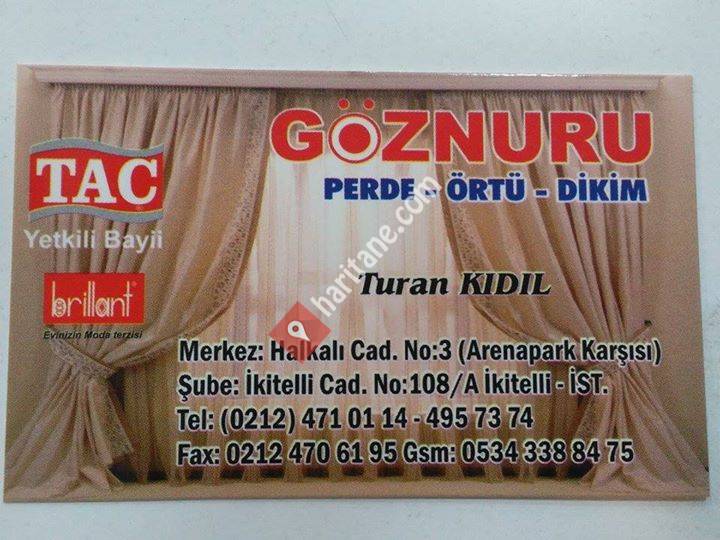 GÖZNURU
PERDE - ÖRTÜ - DİKİM
TAC
Yetkili Bayii
brillant
Evinizin Moda terzisi
Turan KIDIL
Merkez: Halkalı Cad. No:3 (Arenapark Karşısı)
Şube: İkitelli Cad. No:108/A İkitelli - İST.
Tel: (0212) 471 01 14 - 495 73 74
Fax: 0212 470 61 95 Gsm: 0534 338 84 75
haritane.com